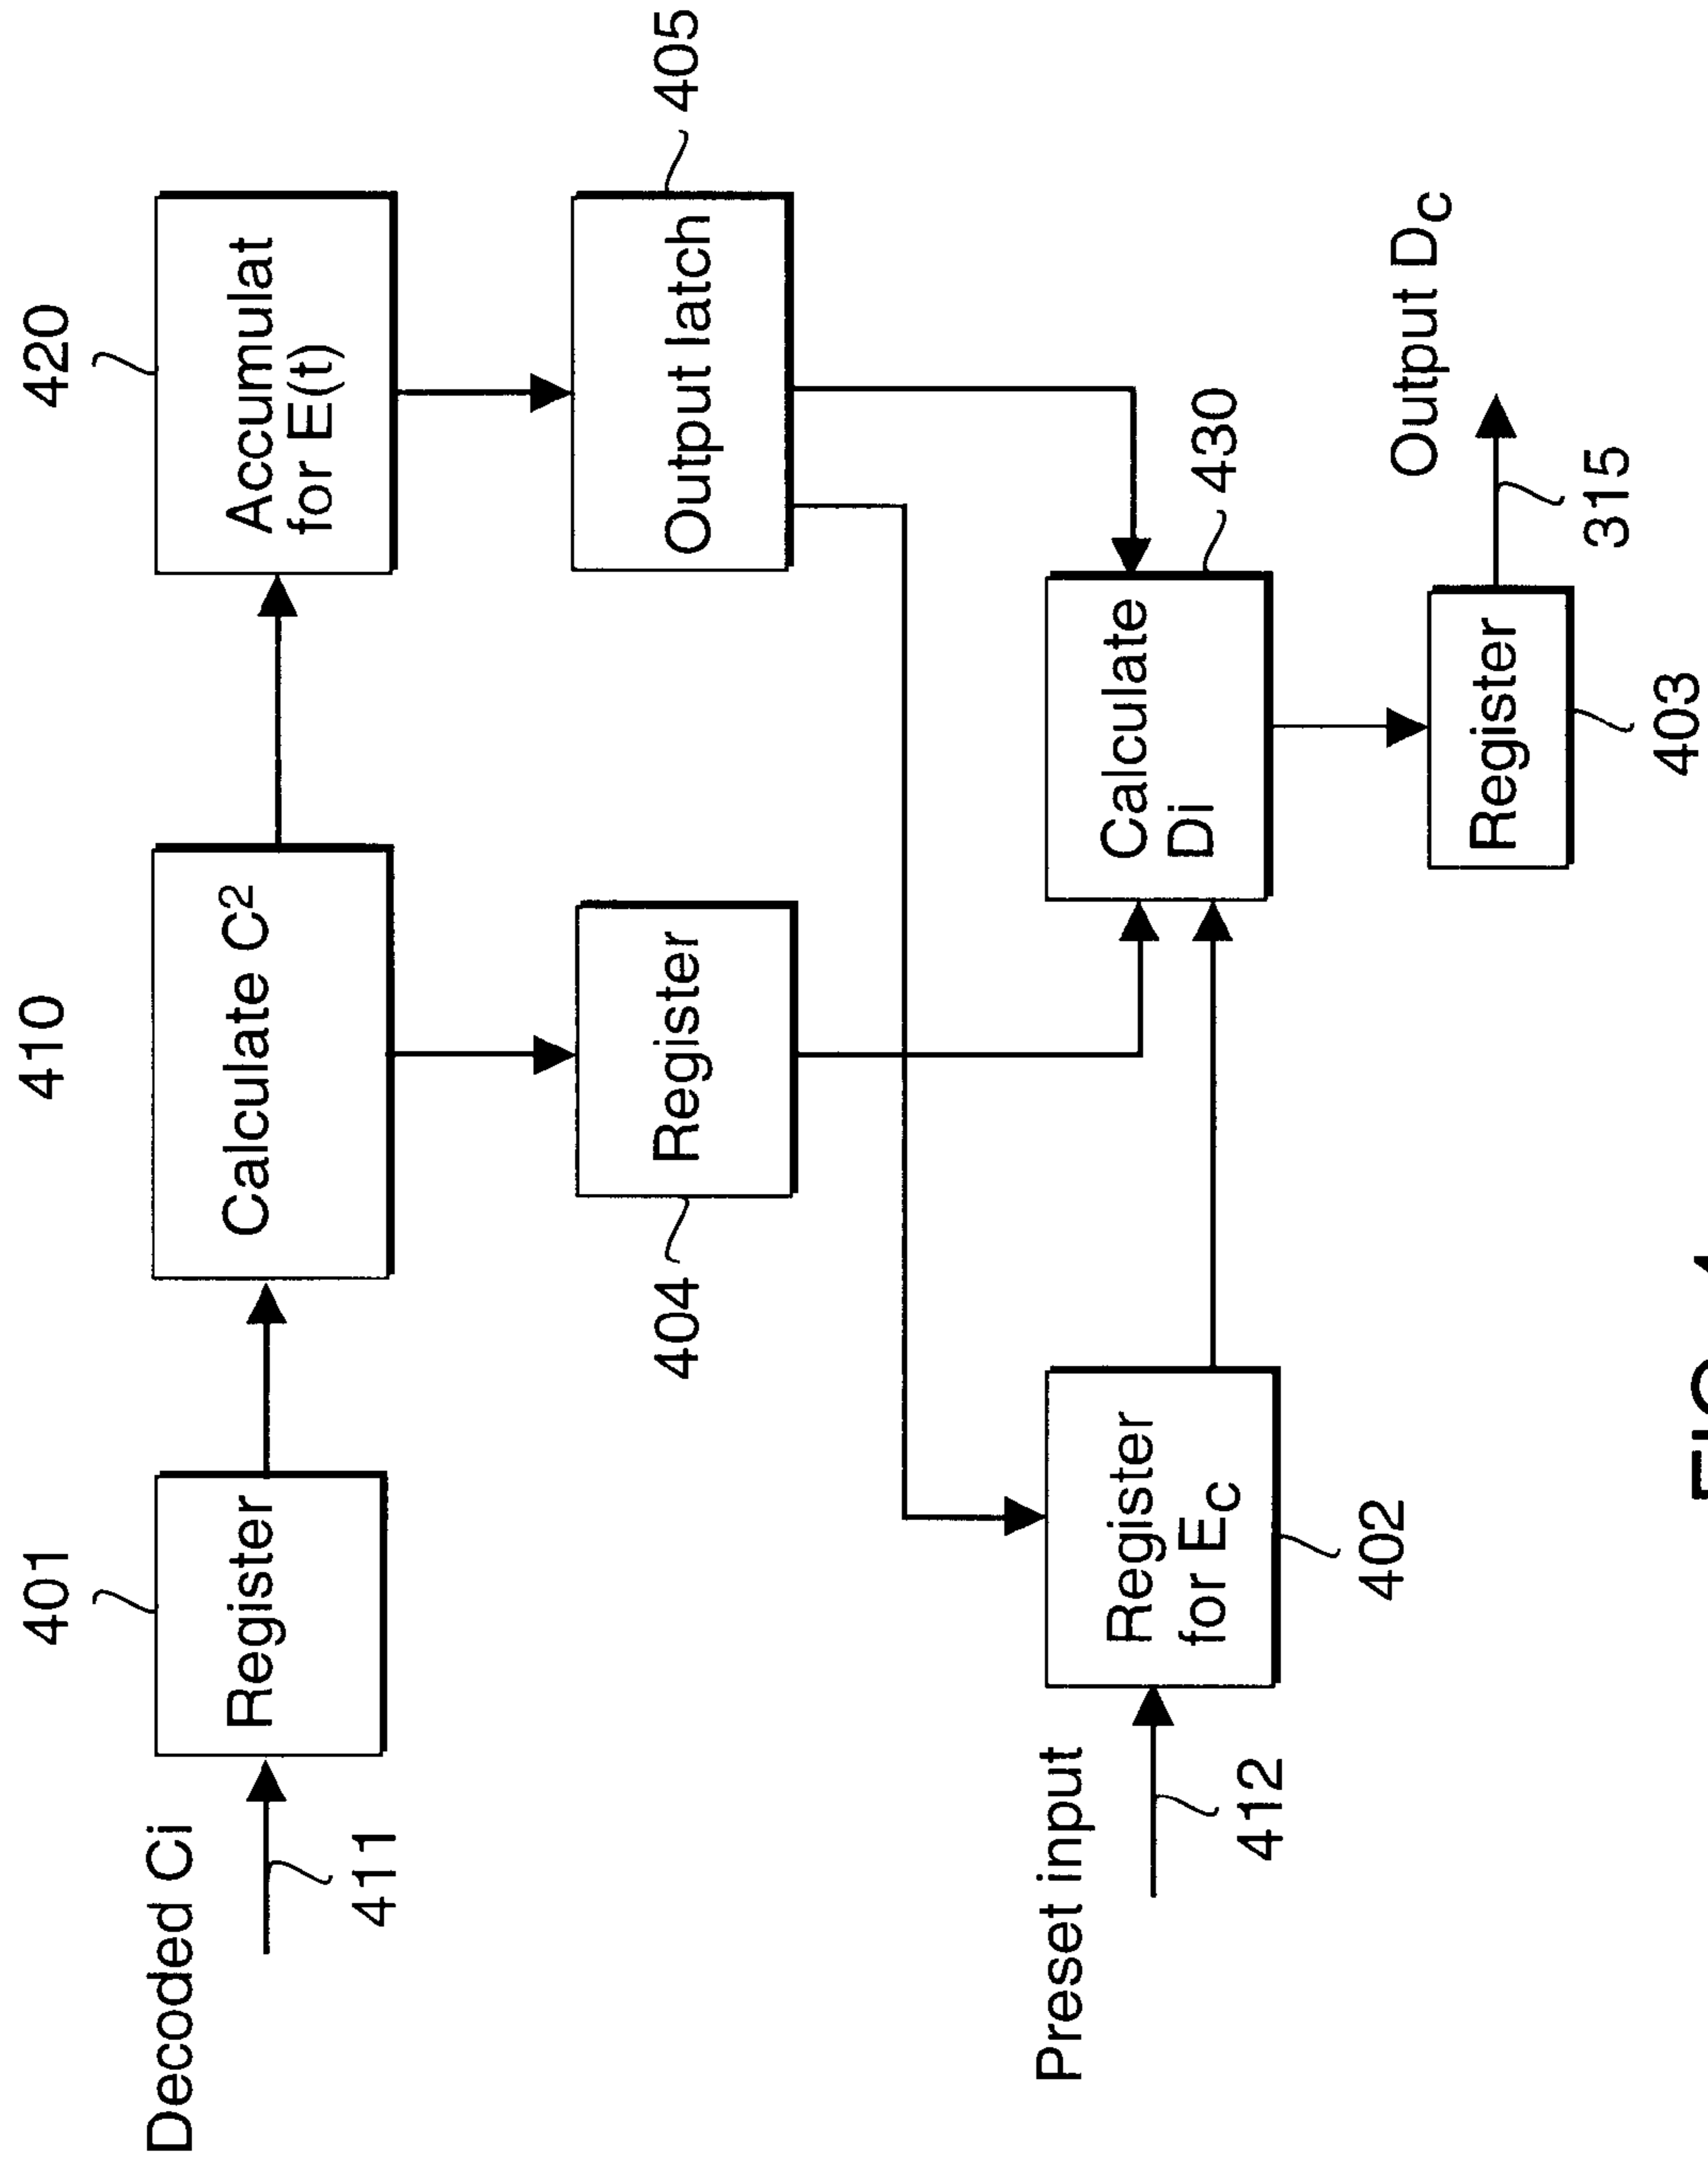 401
410
420
Decoded Ci
411
Register
Calculate C2
Accumulat
for E(t)
404
Register
Output latch
405
Preset input
412
Register
for Ec
402
Calculate
Di
430
Register
403
Output Dc
315